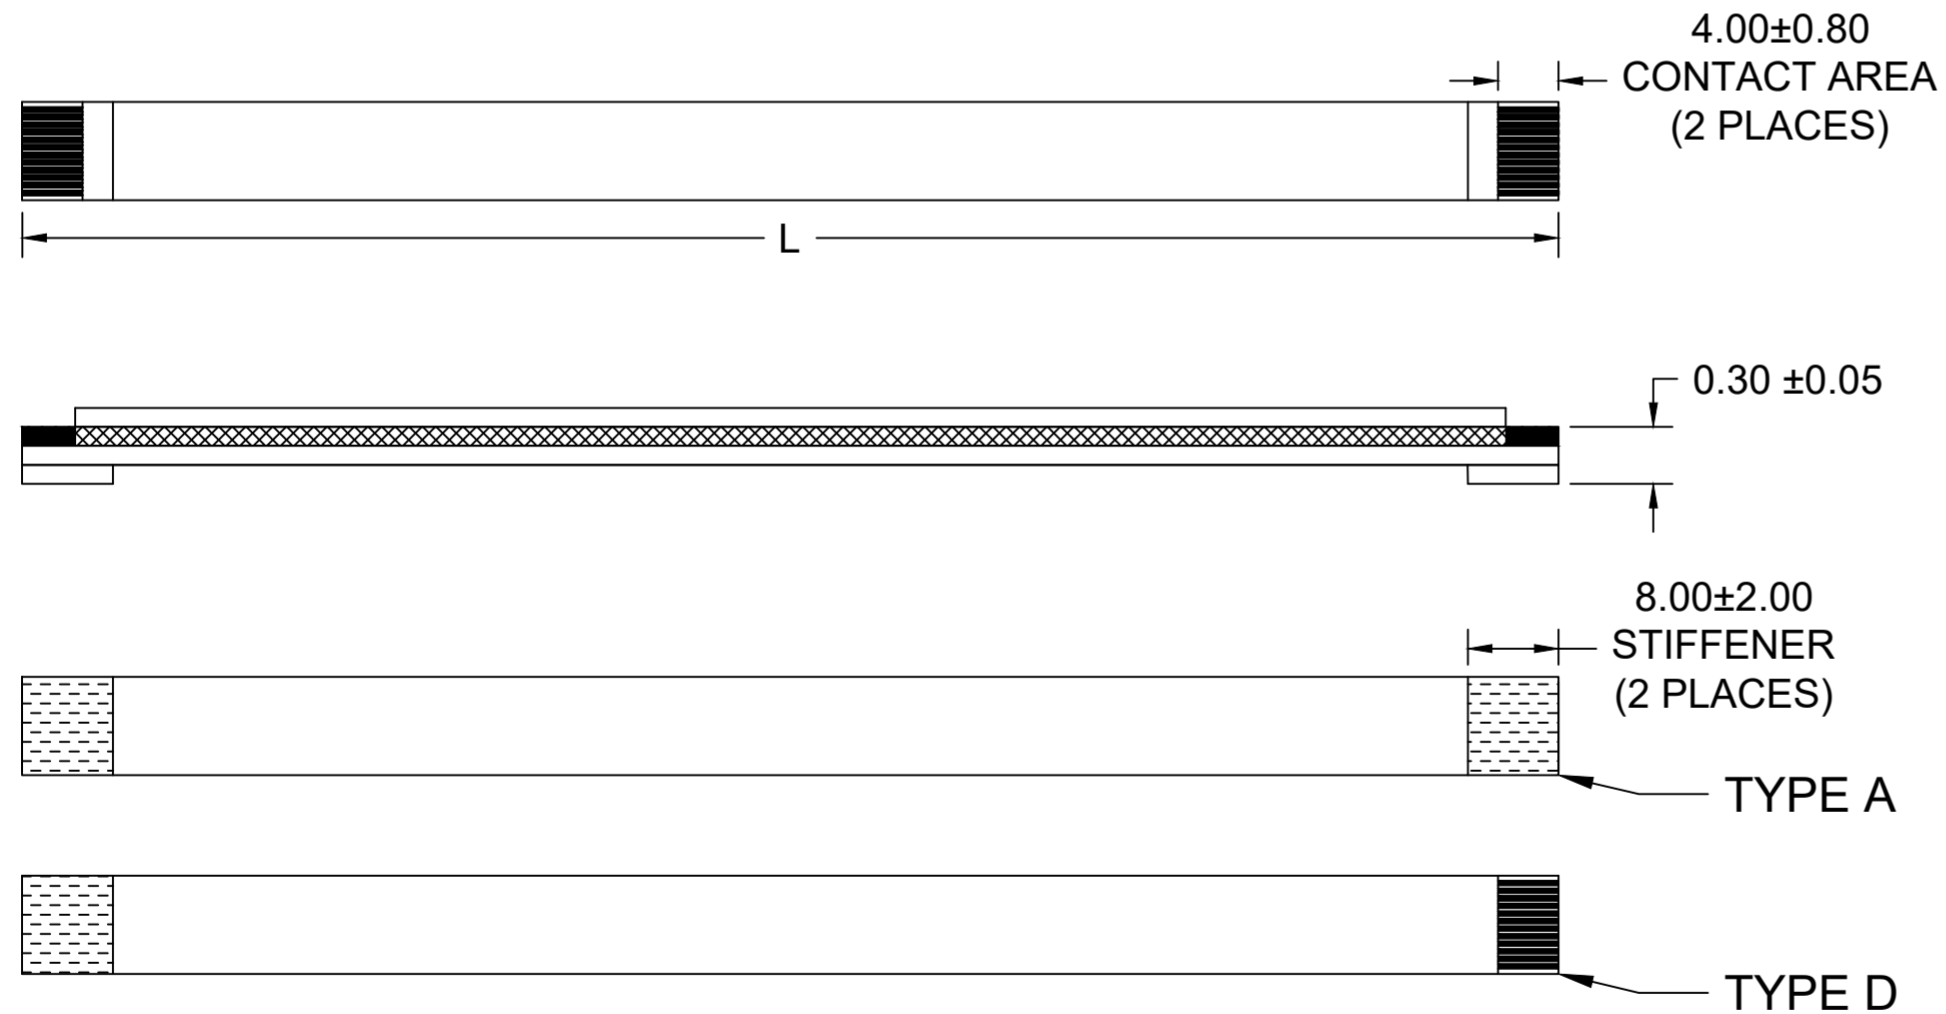 4.00±0.80
CONTACT AREA
(2 PLACES)
L
0.30 ±0.05
8.00±2.00
STIFFENER
(2 PLACES)
TYPE A
TYPE D